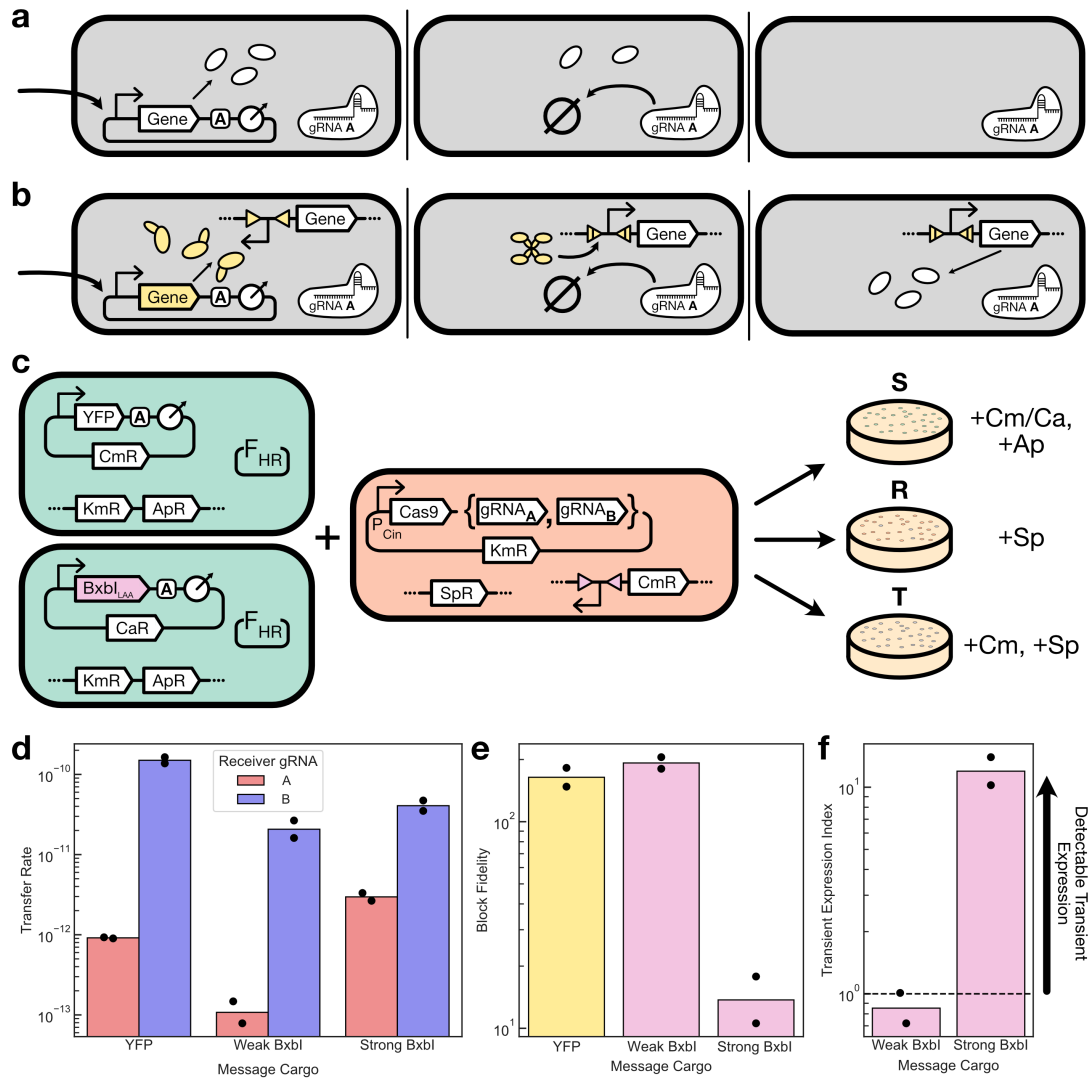 a
Gene
A
gRNA A
gRNA A
gRNA A
b
Gene
Gene
A
gRNA A
Gene
gRNA A
Gene
gRNA A
c
YFP
A
CmR
F HR
KmR
ApR
BxbI LAA
A
CaR
F HR
KmR
ApR
+
P Cin
Cas9
{ gRNA A , gRNA B }
KmR
SpR
CmR
S
+Cm/Ca,
+Ap
R
+Sp
T
+Cm, +Sp
d
Transfer Rate
10⁻¹⁰
10⁻¹¹
10⁻¹²
10⁻¹³
Receiver gRNA
A
B
YFP
Weak BxbI
Strong BxbI
Message Cargo
e
Block Fidelity
10²
10¹
YFP
Weak BxbI
Strong BxbI
Message Cargo
f
Transient Expression Index
10¹
10⁰
Weak BxbI
Strong BxbI
Message Cargo
Detectable Transient
Expression